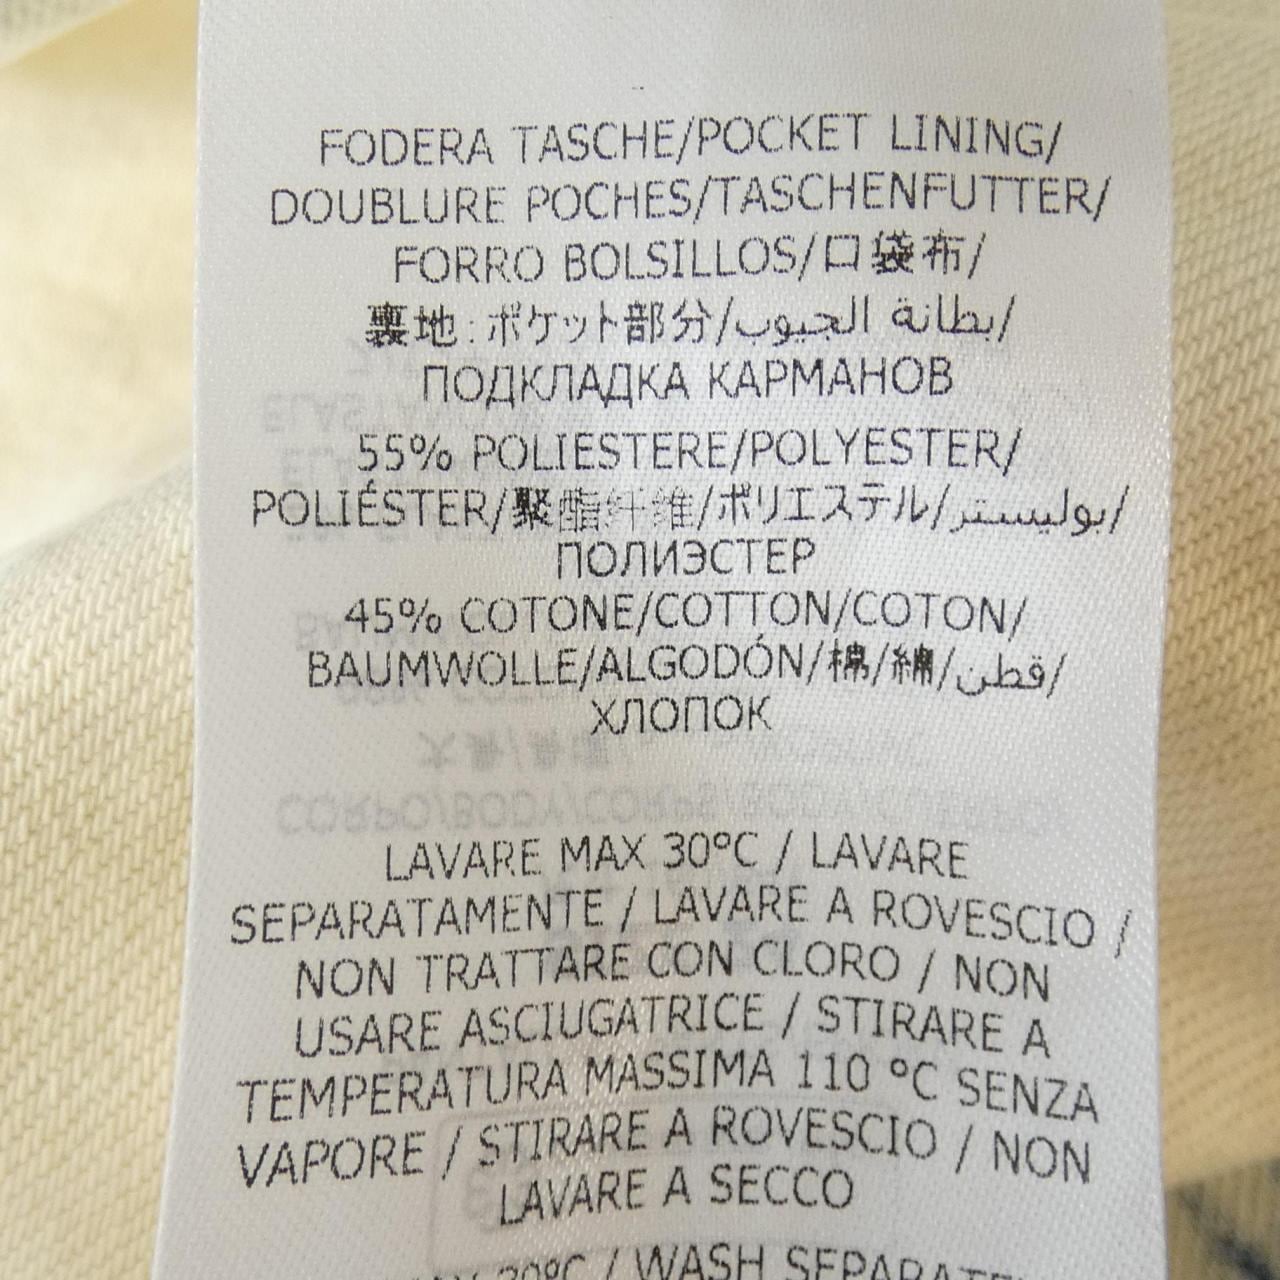 FODERA TASCHE/POCKET LINING/
DOUBLURE POCHES/TASCHENFUTTER/
FORRO BOLSILLOS/口袋布/
裏地:ポケット部分/بطانة الجيوب/
ПОДКЛАДКА КАРМАНОВ
55% POLIESTERE/POLYESTER/
POLIÉSTER/聚酯纤维/ポリエステル/بوليستر/
ПОЛИЭСТЕР
45% COTONE/COTTON/COTON/
BAUMWOLLE/ALGODÓN/棉/綿/قطن/
ХЛОПОК
LAVARE MAX 30°C / LAVARE
SEPARATAMENTE / LAVARE A ROVESCIO /
NON TRATTARE CON CLORO / NON
USARE ASCIUGATRICE / STIRARE A
TEMPERATURA MASSIMA 110 °C SENZA
VAPORE / STIRARE A ROVESCIO / NON
LAVARE A SECCO
30°C / WASH